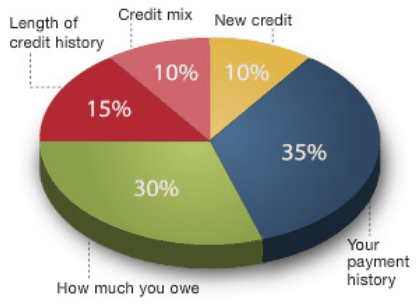 Length of
credit history
Credit mix
New credit
10%
10%
15%
35%
30%
Your
payment
history
How much you owe